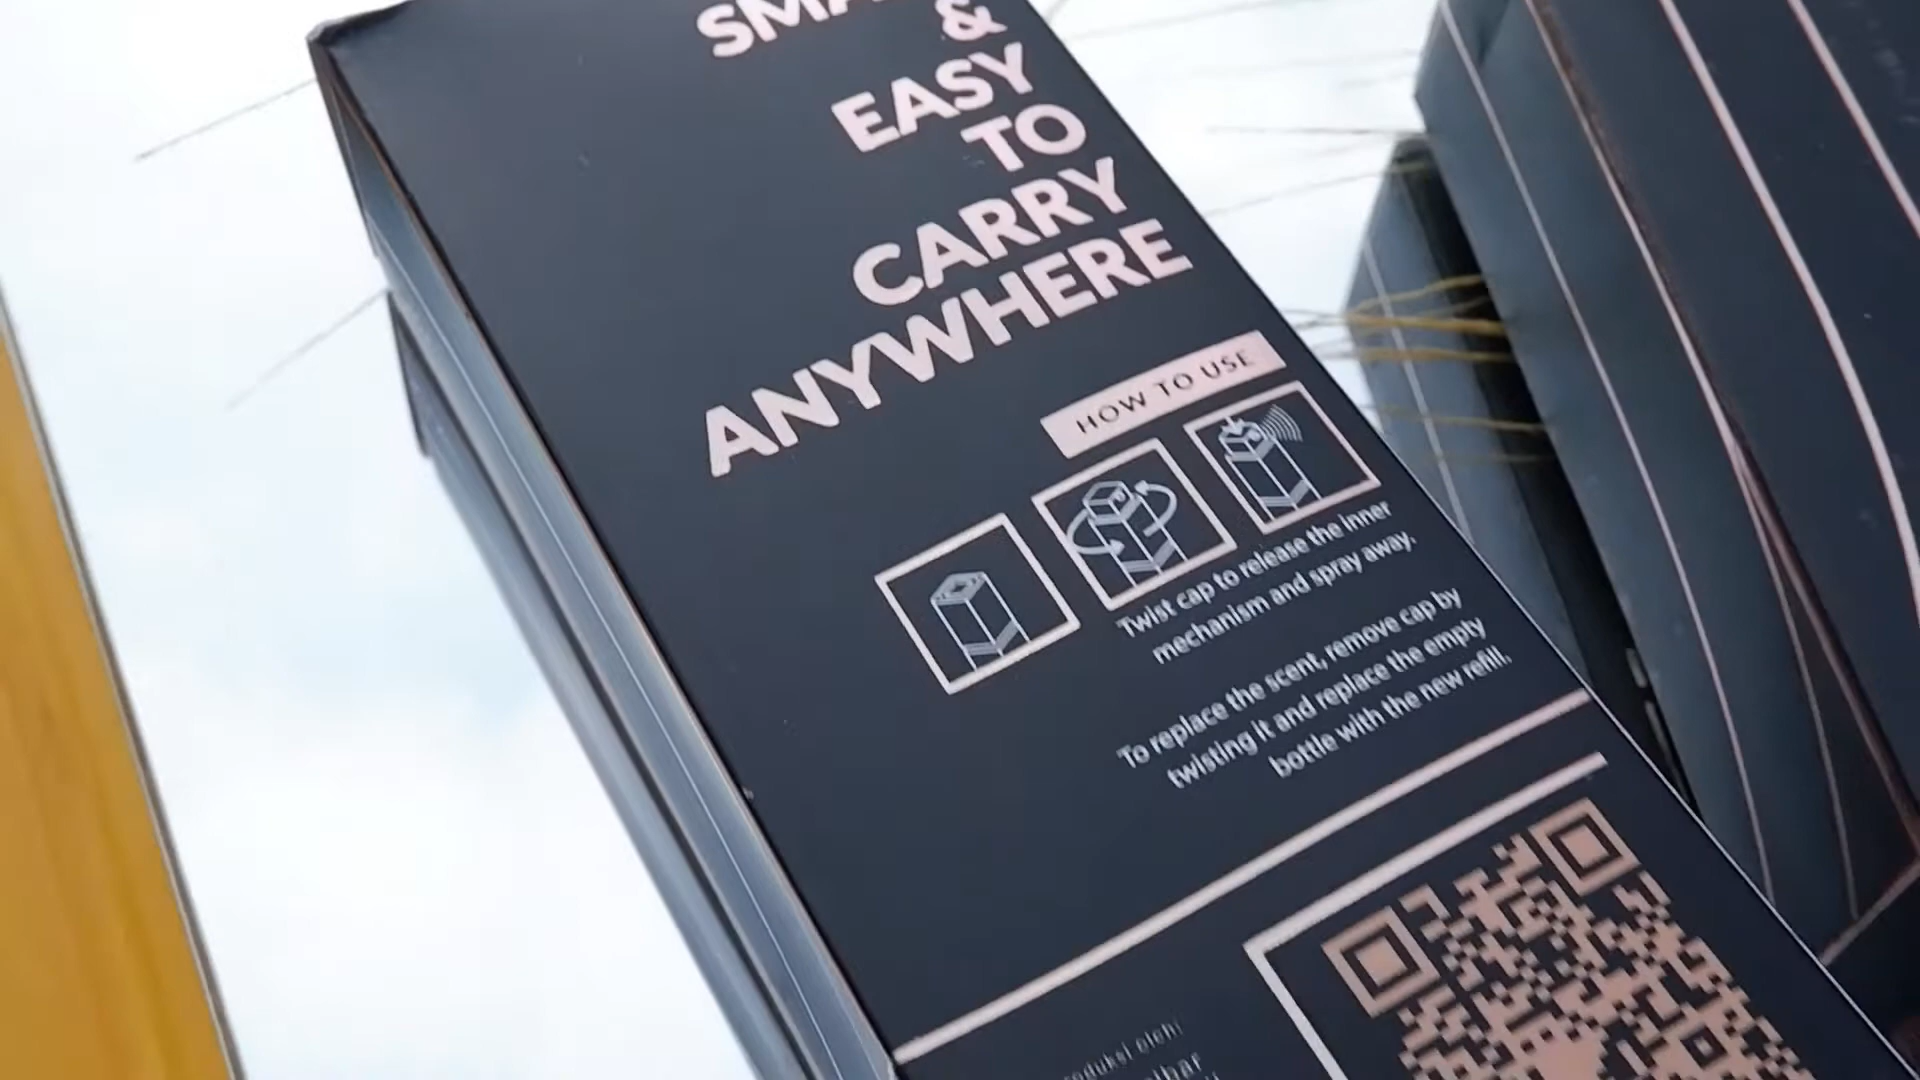 &
EASY
TO
CARRY
ANYWHERE
HOW TO USE
Twist cap to release the inner
mechanism and spray away.
To replace the scent, remove cap by
twisting it and replace the empty
bottle with the new refill.